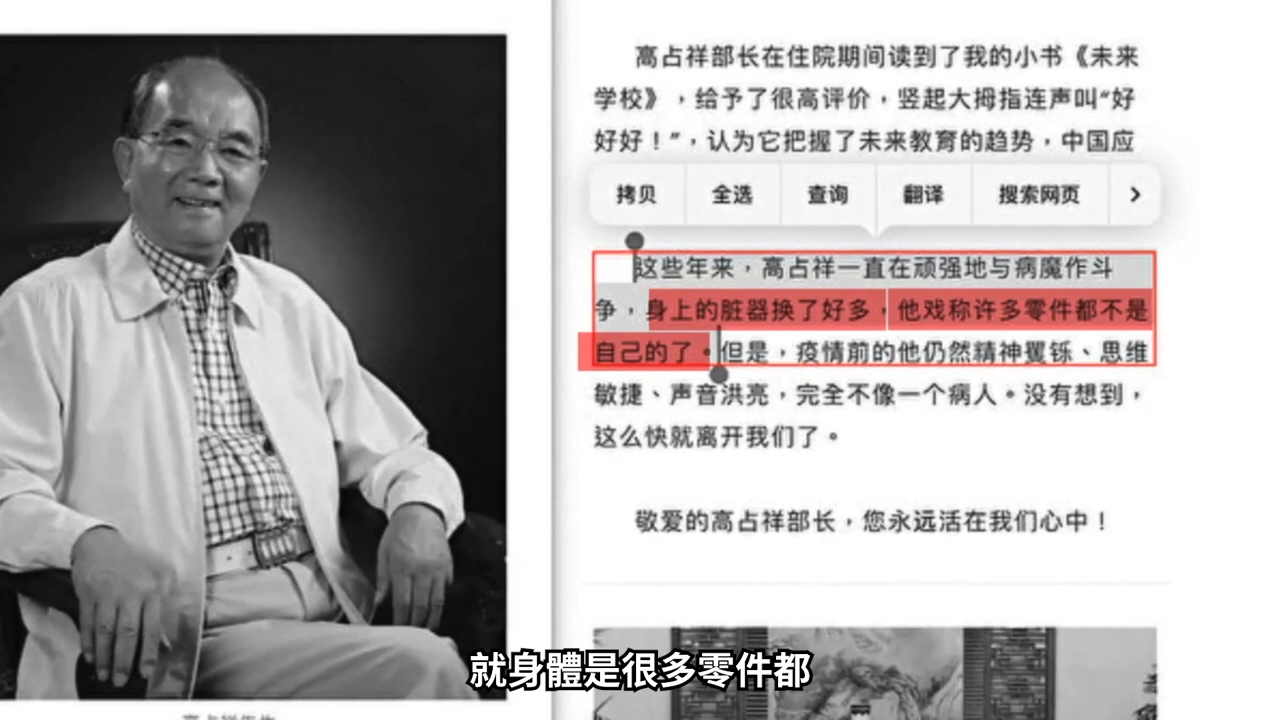 高占祥部长在住院期间读到了我的小书《未来
学校》，给予了很高评价，竖起大拇指连声叫“好
好好！”，认为它把握了未来教育的趋势，中国应
拷贝 全选 查询 翻译 搜索网页
这些年来，高占祥一直在顽强地与病魔作斗
争，身上的脏器换了好多，他戏称许多零件都不是
自己的了。但是，疫情前的他仍然精神矍铄、思维
敏捷、声音洪亮，完全不像一个病人。没有想到，
这么快就离开我们了。
敬爱的高占祥部长，您永远活在我们心中！
就身體是很多零件都